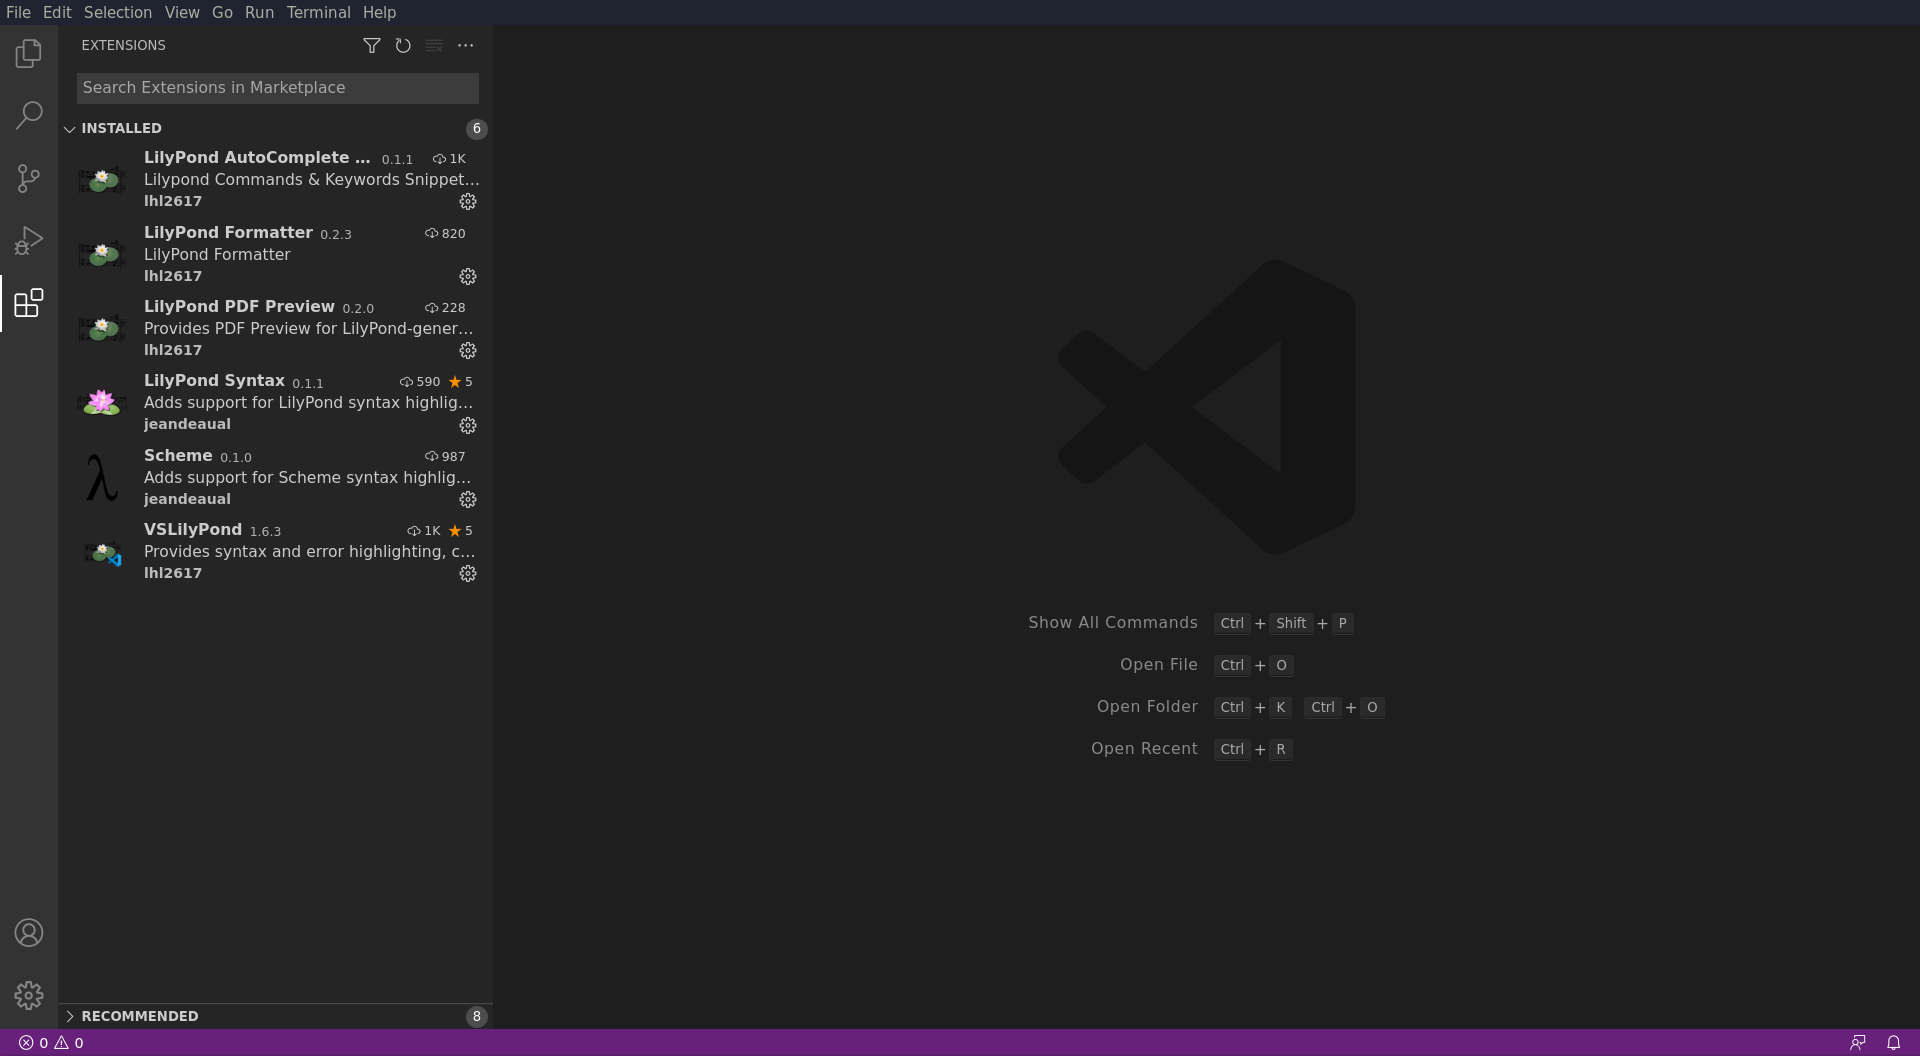 File Edit Selection View Go Run Terminal Help
EXTENSIONS
Search Extensions in Marketplace
INSTALLED 6
LilyPond AutoComplete ... 0.1.1 1K
Lilypond Commands & Keywords Snippet...
lhl2617
LilyPond Formatter 0.2.3 820
LilyPond Formatter
lhl2617
LilyPond PDF Preview 0.2.0 228
Provides PDF Preview for LilyPond-gener...
lhl2617
LilyPond Syntax 0.1.1 590 ★ 5
Adds support for LilyPond syntax highlig...
jeandeaual
λ
Scheme 0.1.0 987
Adds support for Scheme syntax highlig...
jeandeaual
VSLilyPond 1.6.3 1K ★ 5
Provides syntax and error highlighting, c...
lhl2617
Show All Commands Ctrl + Shift + P
Open File Ctrl + O
Open Folder Ctrl + K Ctrl + O
Open Recent Ctrl + R
RECOMMENDED 8
0 0